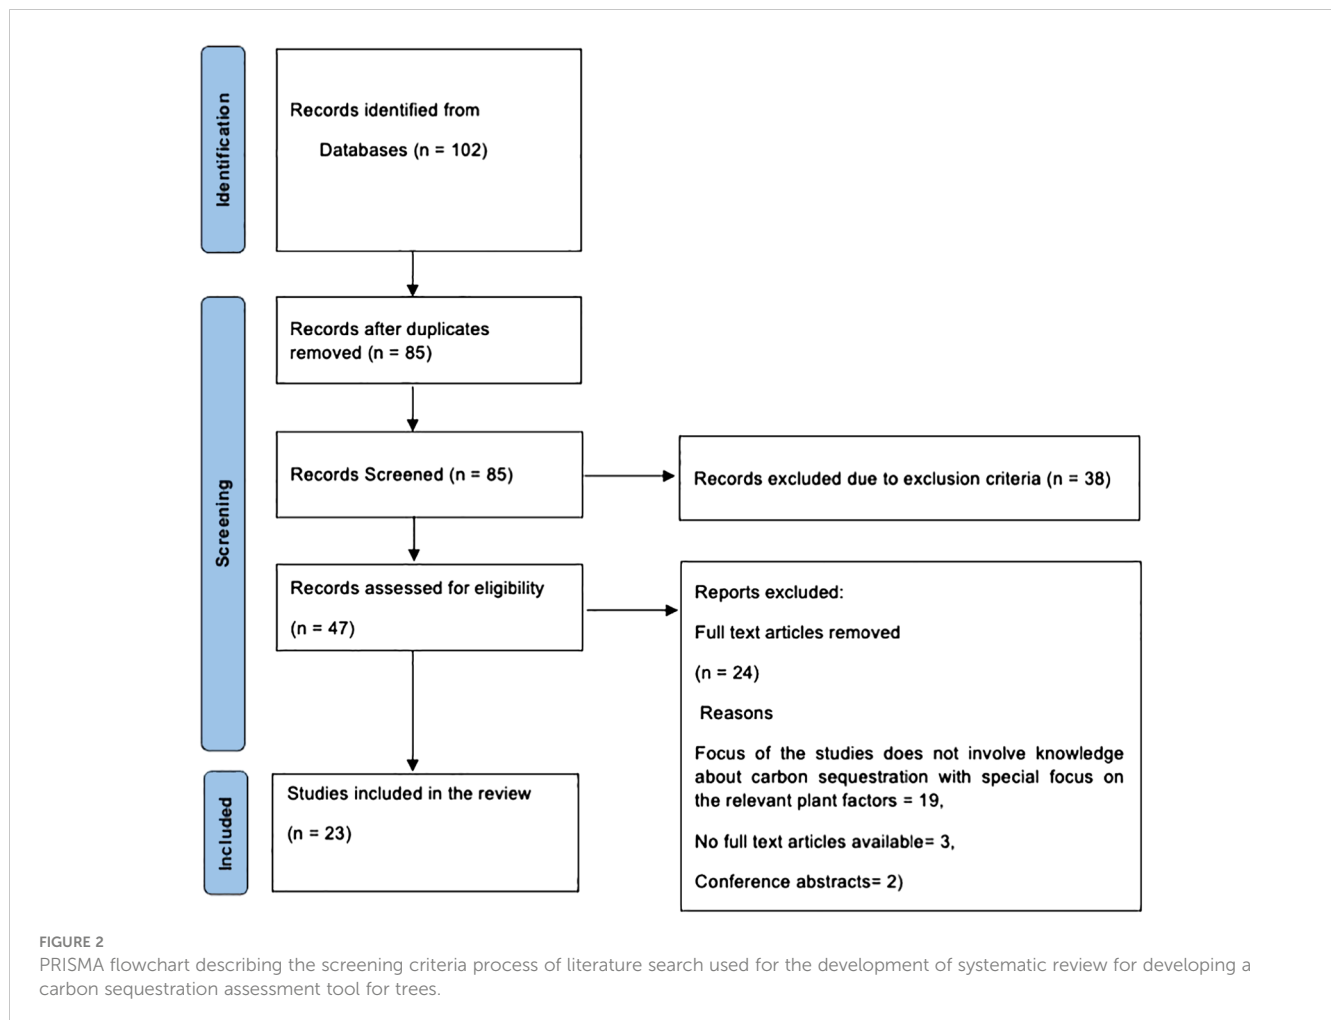 Identification
Records identified from
Databases (n = 102)
Screening
Records after duplicates
removed (n = 85)
Records Screened (n = 85)
Records excluded due to exclusion criteria (n = 38)
Records assessed for eligibility
(n = 47)
Reports excluded:
Full text articles removed
(n = 24)
Reasons
Focus of the studies does not involve knowledge
about carbon sequestration with special focus on
the relevant plant factors = 19,
No full text articles available= 3,
Conference abstracts= 2)
Included
Studies included in the review
(n = 23)
FIGURE 2
PRISMA flowchart describing the screening criteria process of literature search used for the development of systematic review for developing a
carbon sequestration assessment tool for trees.